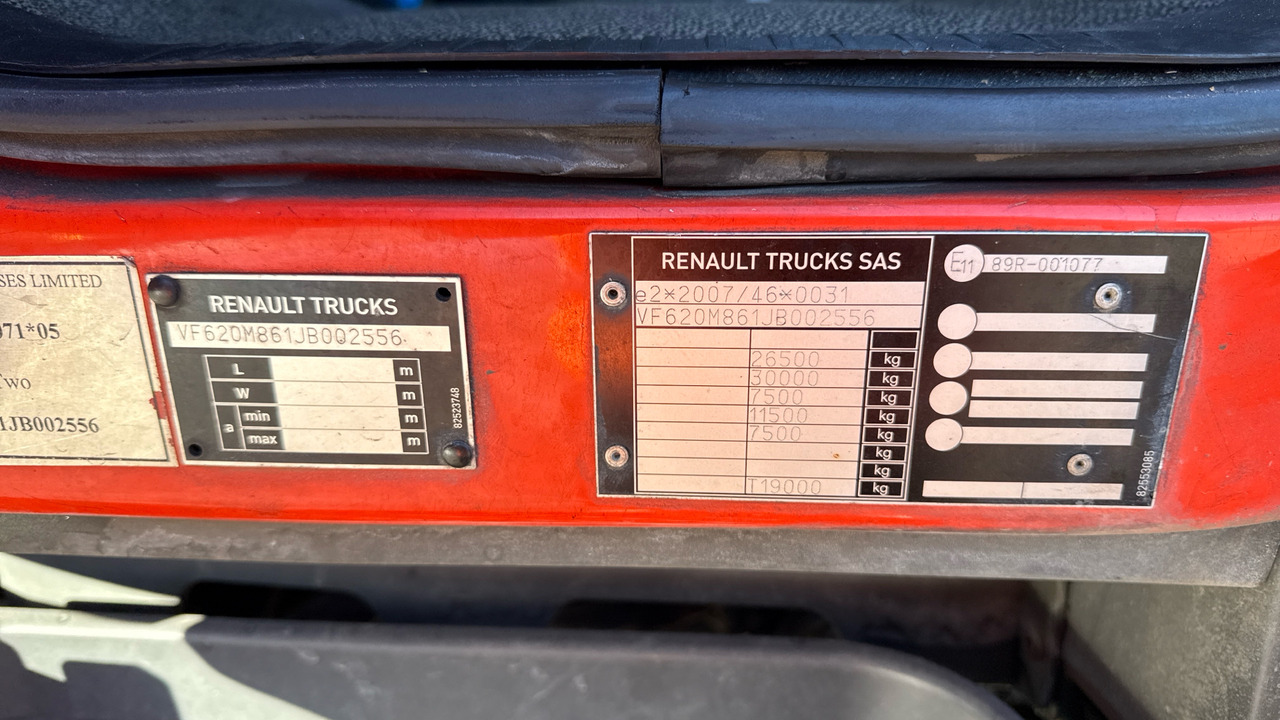 SES LIMITED
071*05
Two
1JB002556
RENAULT TRUCKS
VF620M861JB002556
L m
W m
a min m
max m
82523748
RENAULT TRUCKS SAS
e2*2007/46*0031
VF620M861JB002556
26500 kg
30000 kg
7500 kg
11500 kg
7500 kg
kg
kg
T19000 kg
E11 89R-001077
82553085